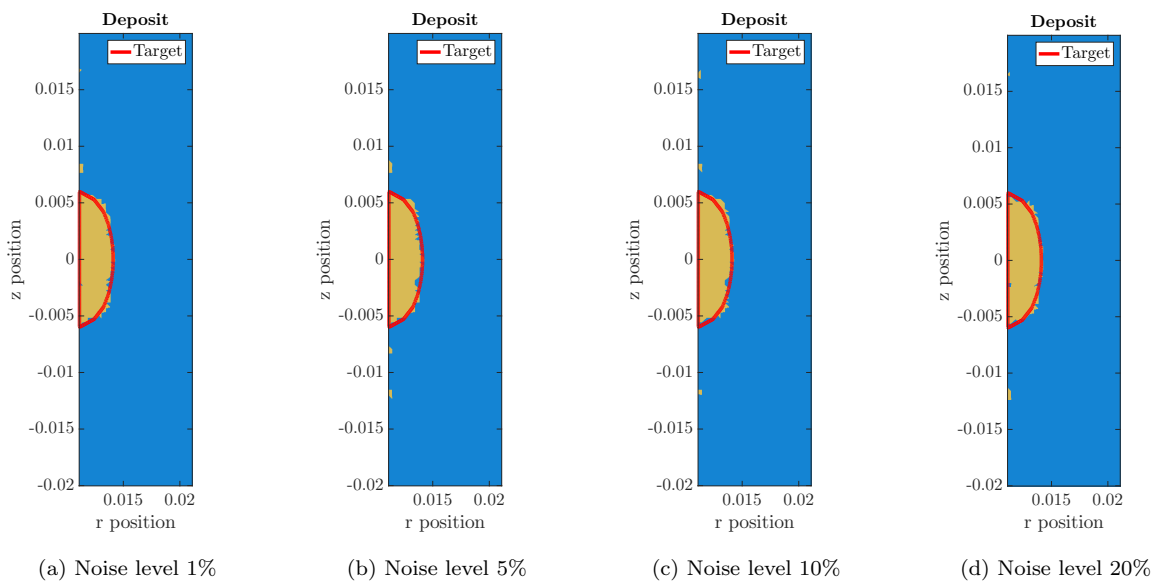 Deposit
Target
0.015
0.01
0.005
0
-0.005
-0.01
-0.015
-0.02
z position
0.015 0.02
r position
(a) Noise level 1%
Deposit
Target
0.015
0.01
0.005
0
-0.005
-0.01
-0.015
-0.02
z position
0.015 0.02
r position
(b) Noise level 5%
Deposit
Target
0.015
0.01
0.005
0
-0.005
-0.01
-0.015
-0.02
z position
0.015 0.02
r position
(c) Noise level 10%
Deposit
Target
0.015
0.01
0.005
0
-0.005
-0.01
-0.015
-0.02
z position
0.015 0.02
r position
(d) Noise level 20%